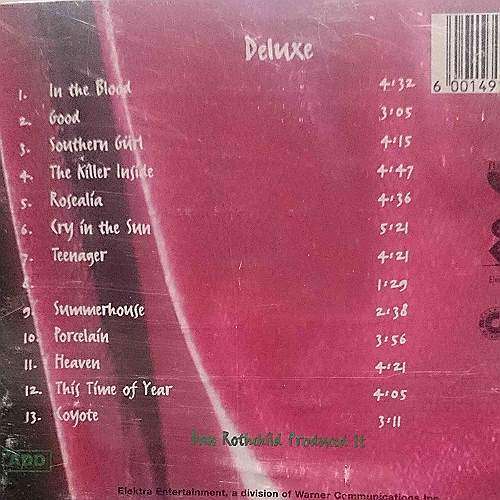 Deluxe
1. In the Blood 4:32
2. Good 3:05
3. Southern Gürl 4:15
4. The Killer Inside 4:47
5. Rosealia 4:36
6. Cry in the Sun 5:21
7. Teenager 4:21
8. 1:29
9. Summerhouse 2:38
10. Porcelain 3:56
11. Heaven 4:21
12. This Time of Year 4:05
13. Coyote 3:11
Rothchild Produced It
ADD
Elektra Entertainment, a division of Warner Communications Inc.
6 00149